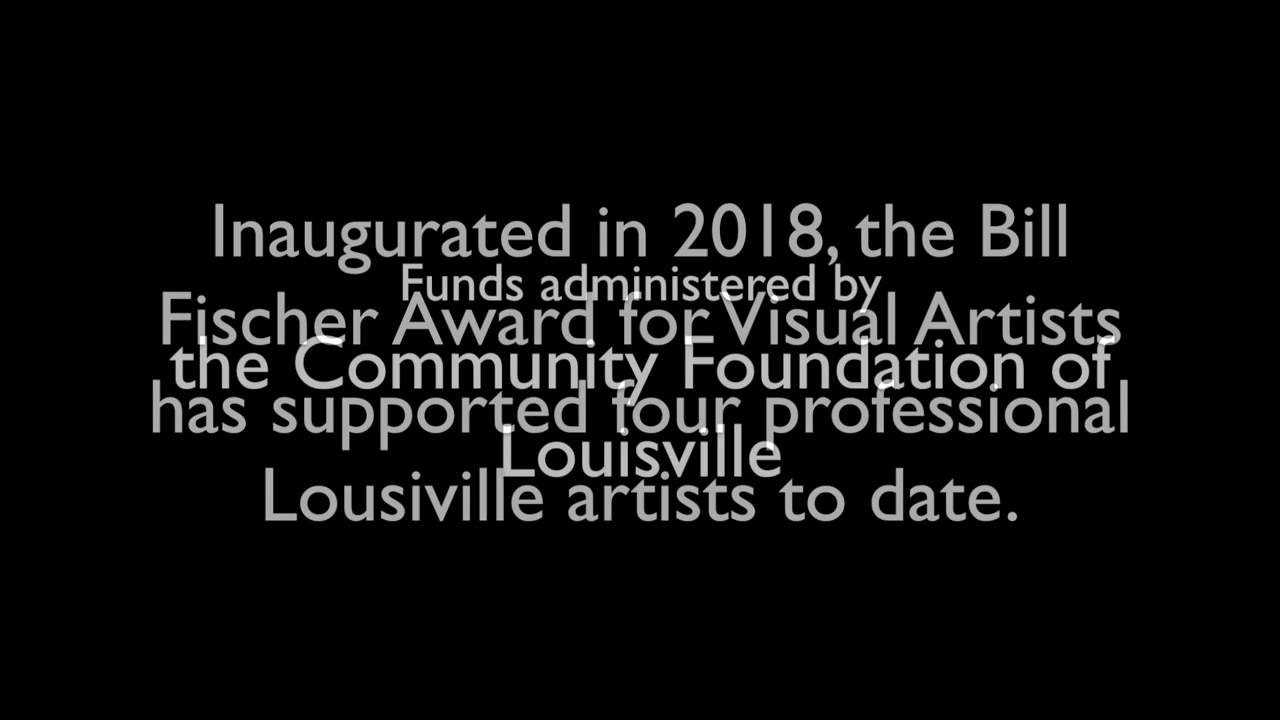 Inaugurated in 2018, the Bill
Fischer Award for Visual Artists
has supported four professional
Lousiville artists to date.
Funds administered by
the Community Foundation of
Louisville